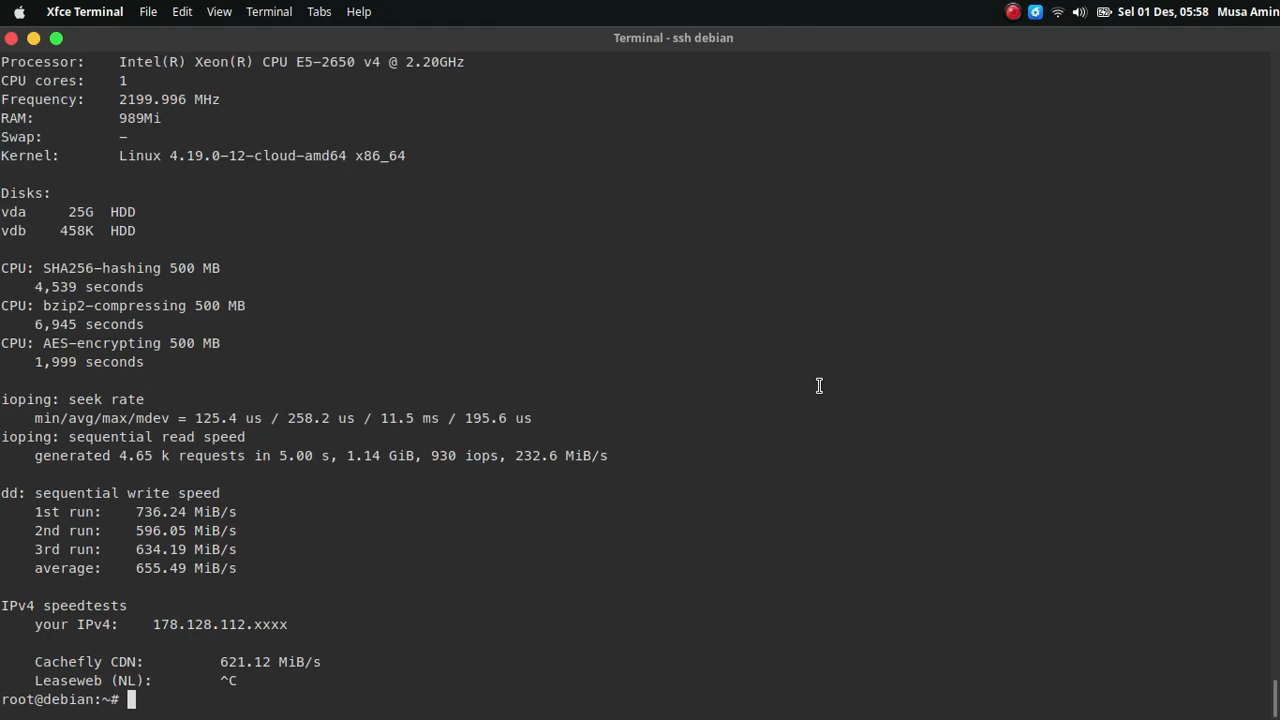 Xfce Terminal File Edit View Terminal Tabs Help Sel 01 Des, 05:58 Musa Amin
Terminal - ssh debian
Processor: Intel(R) Xeon(R) CPU E5-2650 v4 @ 2.20GHz
CPU cores: 1
Frequency: 2199.996 MHz
RAM: 989Mi
Swap: -
Kernel: Linux 4.19.0-12-cloud-amd64 x86_64
Disks:
vda 25G HDD
vdb 458K HDD
CPU: SHA256-hashing 500 MB
4,539 seconds
CPU: bzip2-compressing 500 MB
6,945 seconds
CPU: AES-encrypting 500 MB
1,999 seconds
ioping: seek rate
min/avg/max/mdev = 125.4 us / 258.2 us / 11.5 ms / 195.6 us
ioping: sequential read speed
generated 4.65 k requests in 5.00 s, 1.14 GiB, 930 iops, 232.6 MiB/s
dd: sequential write speed
1st run: 736.24 MiB/s
2nd run: 596.05 MiB/s
3rd run: 634.19 MiB/s
average: 655.49 MiB/s
IPv4 speedtests
your IPv4: 178.128.112.xxxx
Cachefly CDN: 621.12 MiB/s
Leaseweb (NL): ^C
root@debian:~#